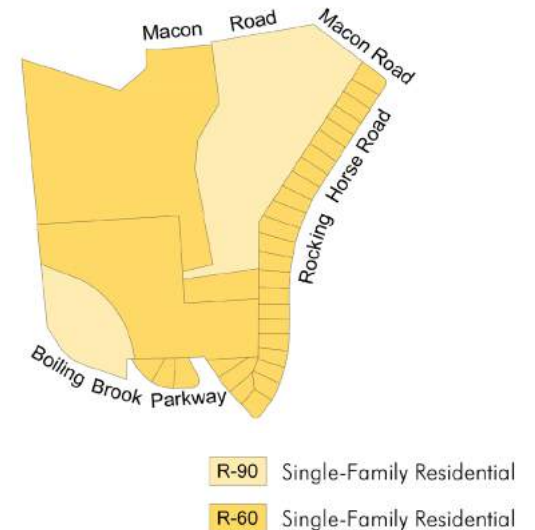 Macon Road
Macon Road
Rocking Horse Road
Boiling Brook Parkway
R-90 Single-Family Residential
R-60 Single-Family Residential